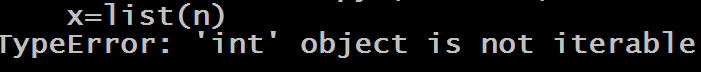 x=list(n)
TypeError: 'int' object is not iterable